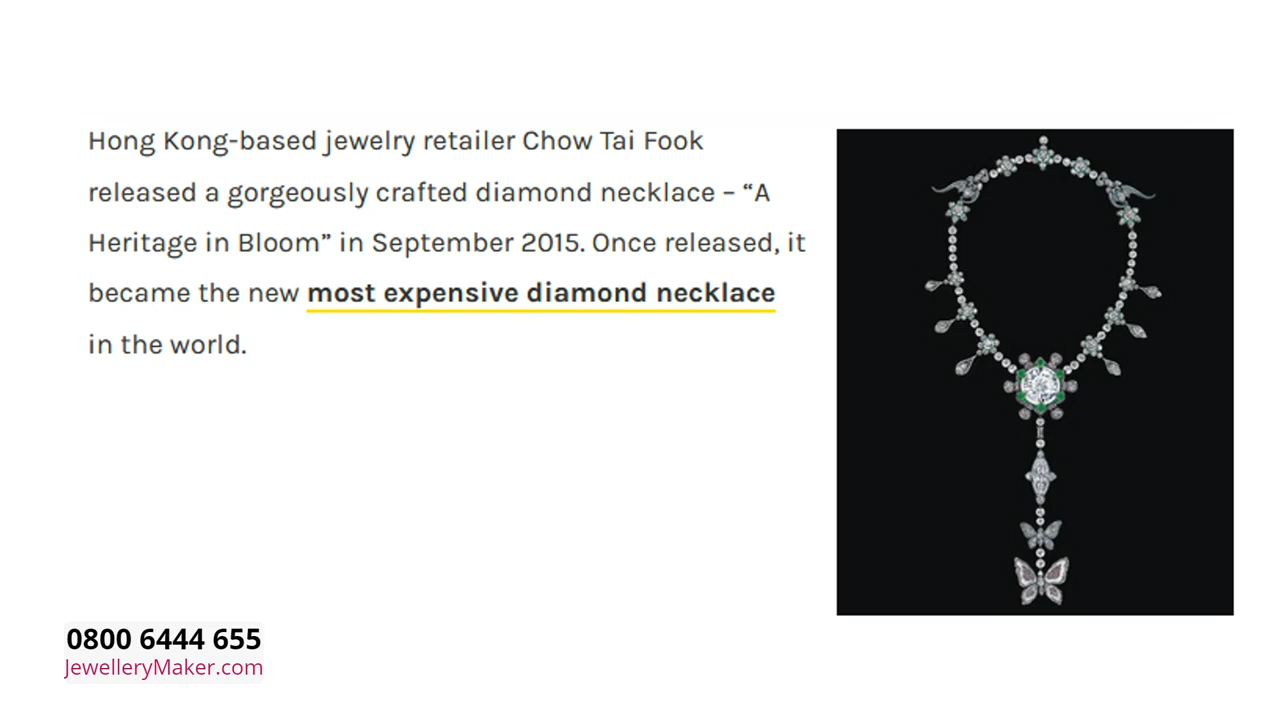 Hong Kong-based jewelry retailer Chow Tai Fook
released a gorgeously crafted diamond necklace – “A
Heritage in Bloom” in September 2015. Once released, it
became the new most expensive diamond necklace
in the world.
0800 6444 655
JewelleryMaker.com